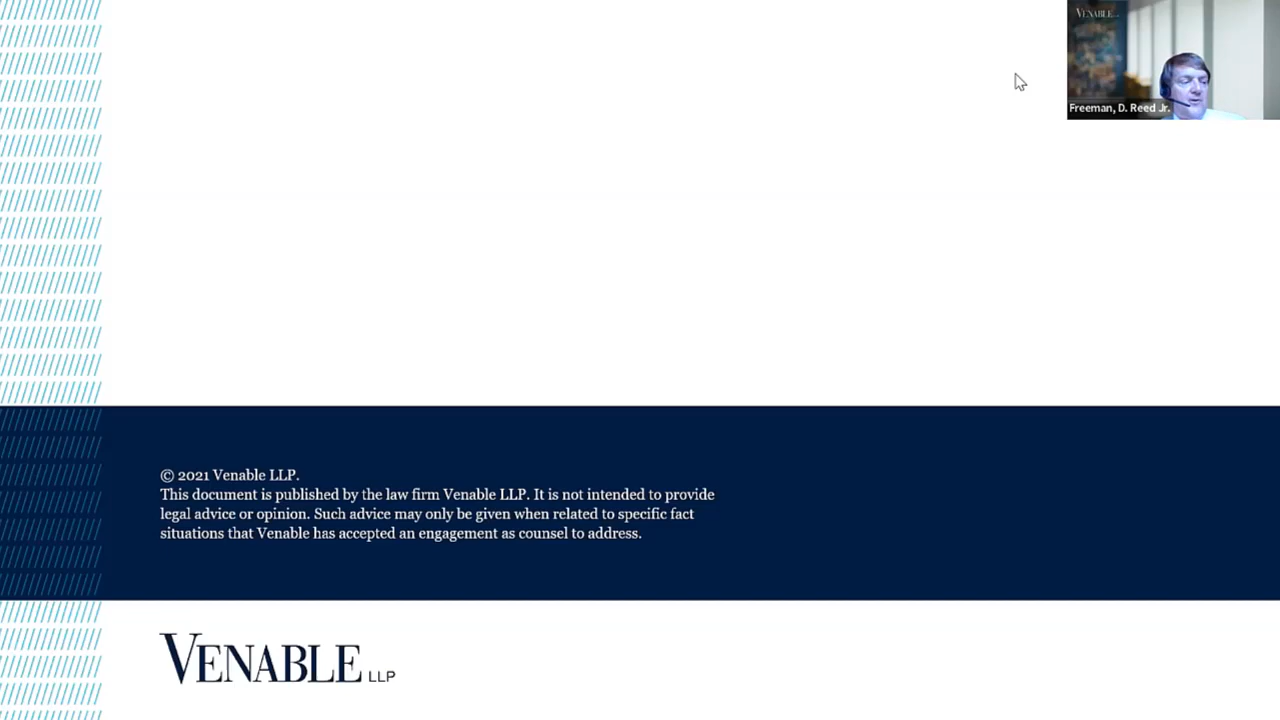 VENABLE
Freeman, D. Reed Jr.
© 2021 Venable LLP.
This document is published by the law firm Venable LLP. It is not intended to provide
legal advice or opinion. Such advice may only be given when related to specific fact
situations that Venable has accepted an engagement as counsel to address.
VENABLE LLP